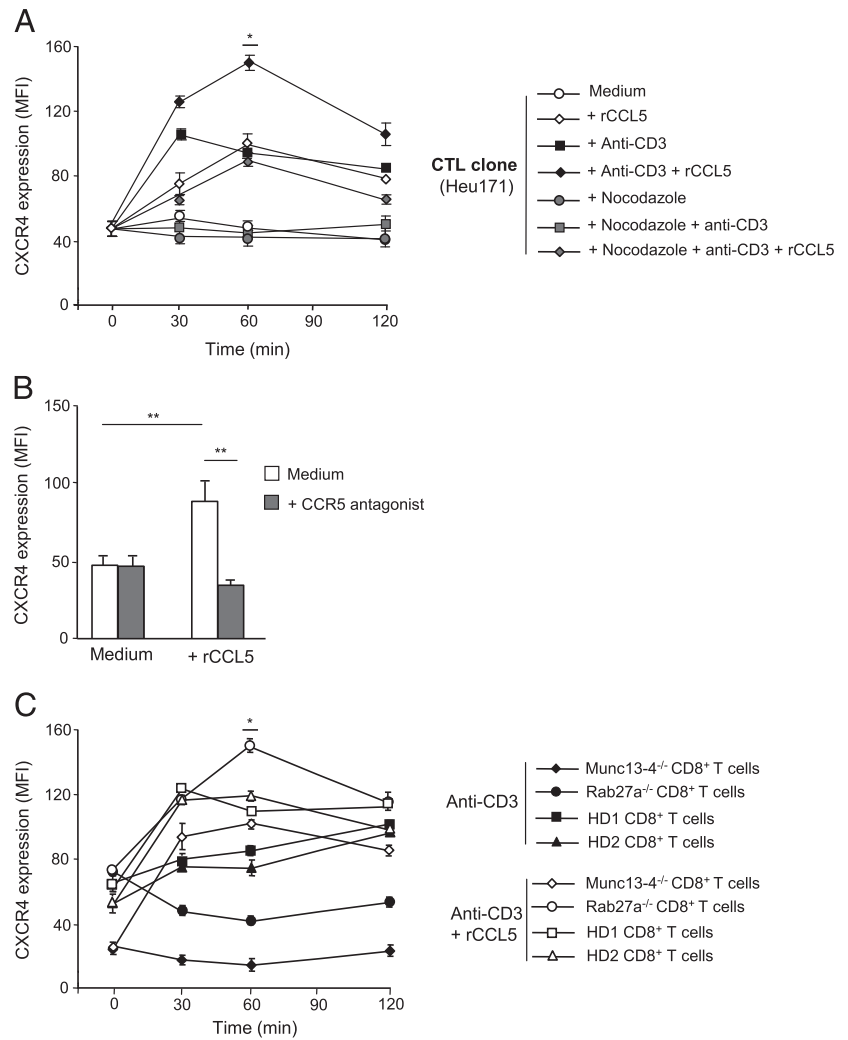 A
160
120
80
40
0
CXCR4 expression (MFI)
*
0 30 60 90 120
Time (min)
CTL clone
(Heu171)
Medium
+ rCCL5
+ Anti-CD3
+ Anti-CD3 + rCCL5
+ Nocodazole
+ Nocodazole + anti-CD3
+ Nocodazole + anti-CD3 + rCCL5
B
150
100
50
0
CXCR4 expression (MFI)
**
**
Medium
+ CCR5 antagonist
Medium + rCCL5
C
160
120
80
40
0
CXCR4 expression (MFI)
*
0 30 60 90 120
Time (min)
Anti-CD3
Munc13-4-/- CD8+ T cells
Rab27a-/- CD8+ T cells
HD1 CD8+ T cells
HD2 CD8+ T cells
Anti-CD3
+ rCCL5
Munc13-4-/- CD8+ T cells
Rab27a-/- CD8+ T cells
HD1 CD8+ T cells
HD2 CD8+ T cells